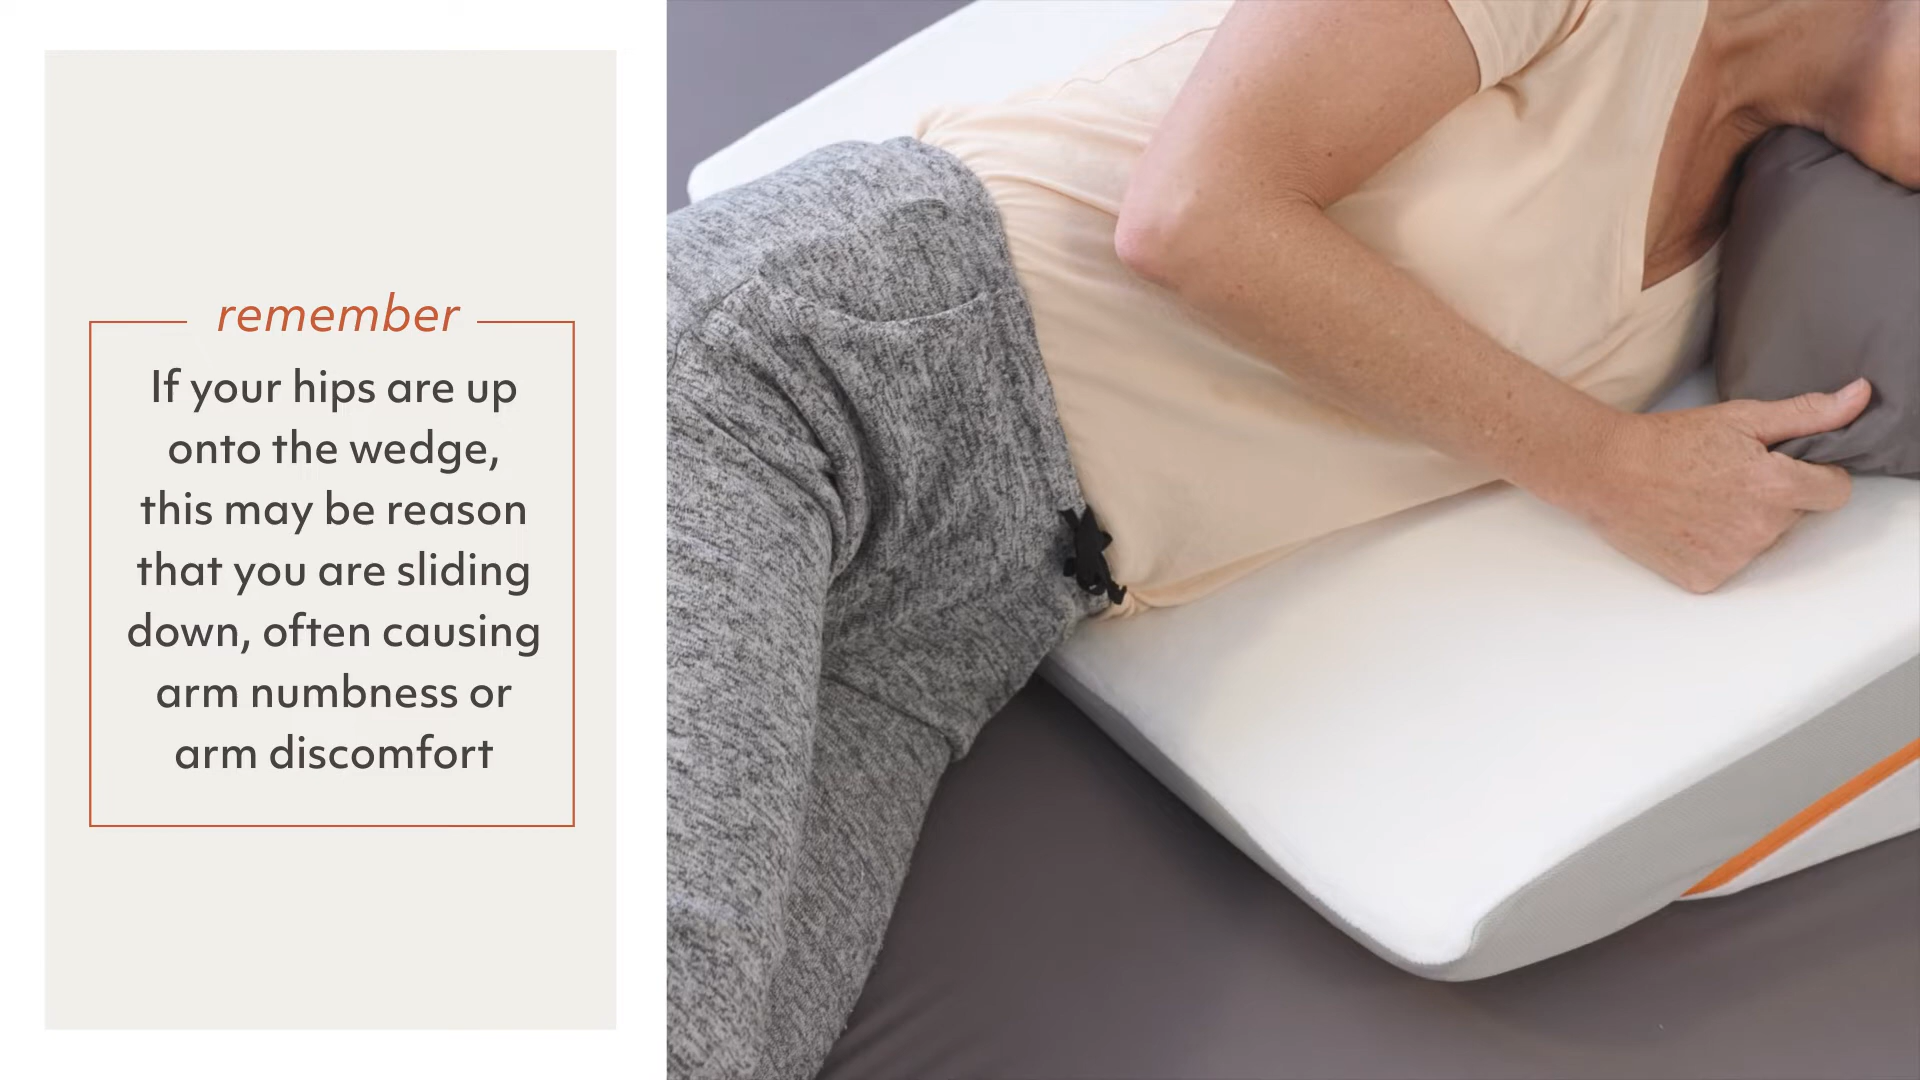 remember
If your hips are up
onto the wedge,
this may be reason
that you are sliding
down, often causing
arm numbness or
arm discomfort